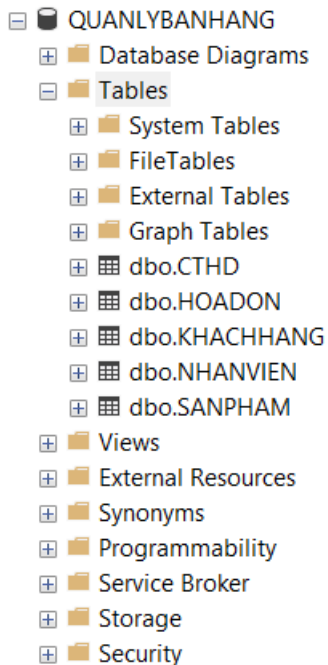 QUANLYBANHANG
Database Diagrams
Tables
System Tables
FileTables
External Tables
Graph Tables
dbo.CTHD
dbo.HOADON
dbo.KHACHHANG
dbo.NHANVIEN
dbo.SANPHAM
Views
External Resources
Synonyms
Programmability
Service Broker
Storage
Security